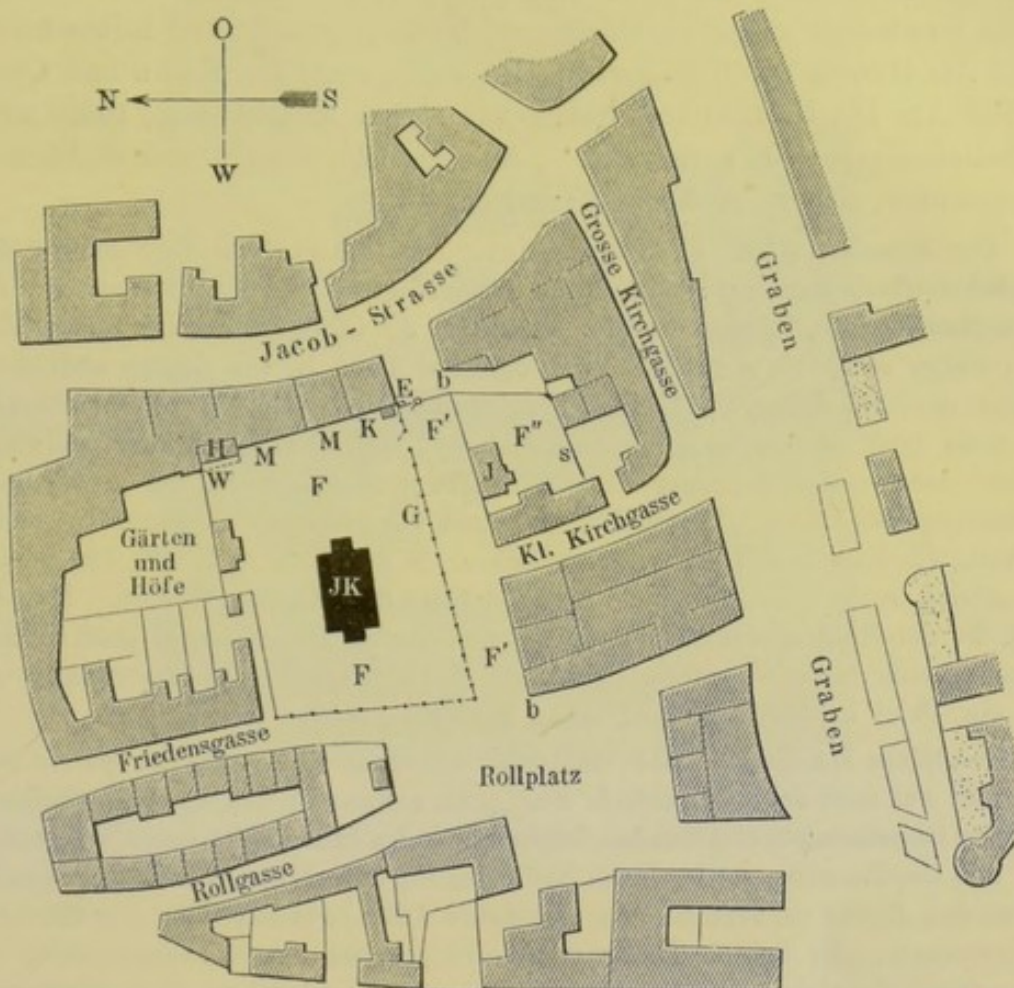 O
N S
W
Grosse Kirchgasse
Graben
Jacob - Strasse
E b
K F'
H M M
W F F"
J s
G
Gärten
und
Höfe
Kl. Kirchgasse
JK
F F'
b
Graben
Friedensgasse
Rollplatz
Rollgasse